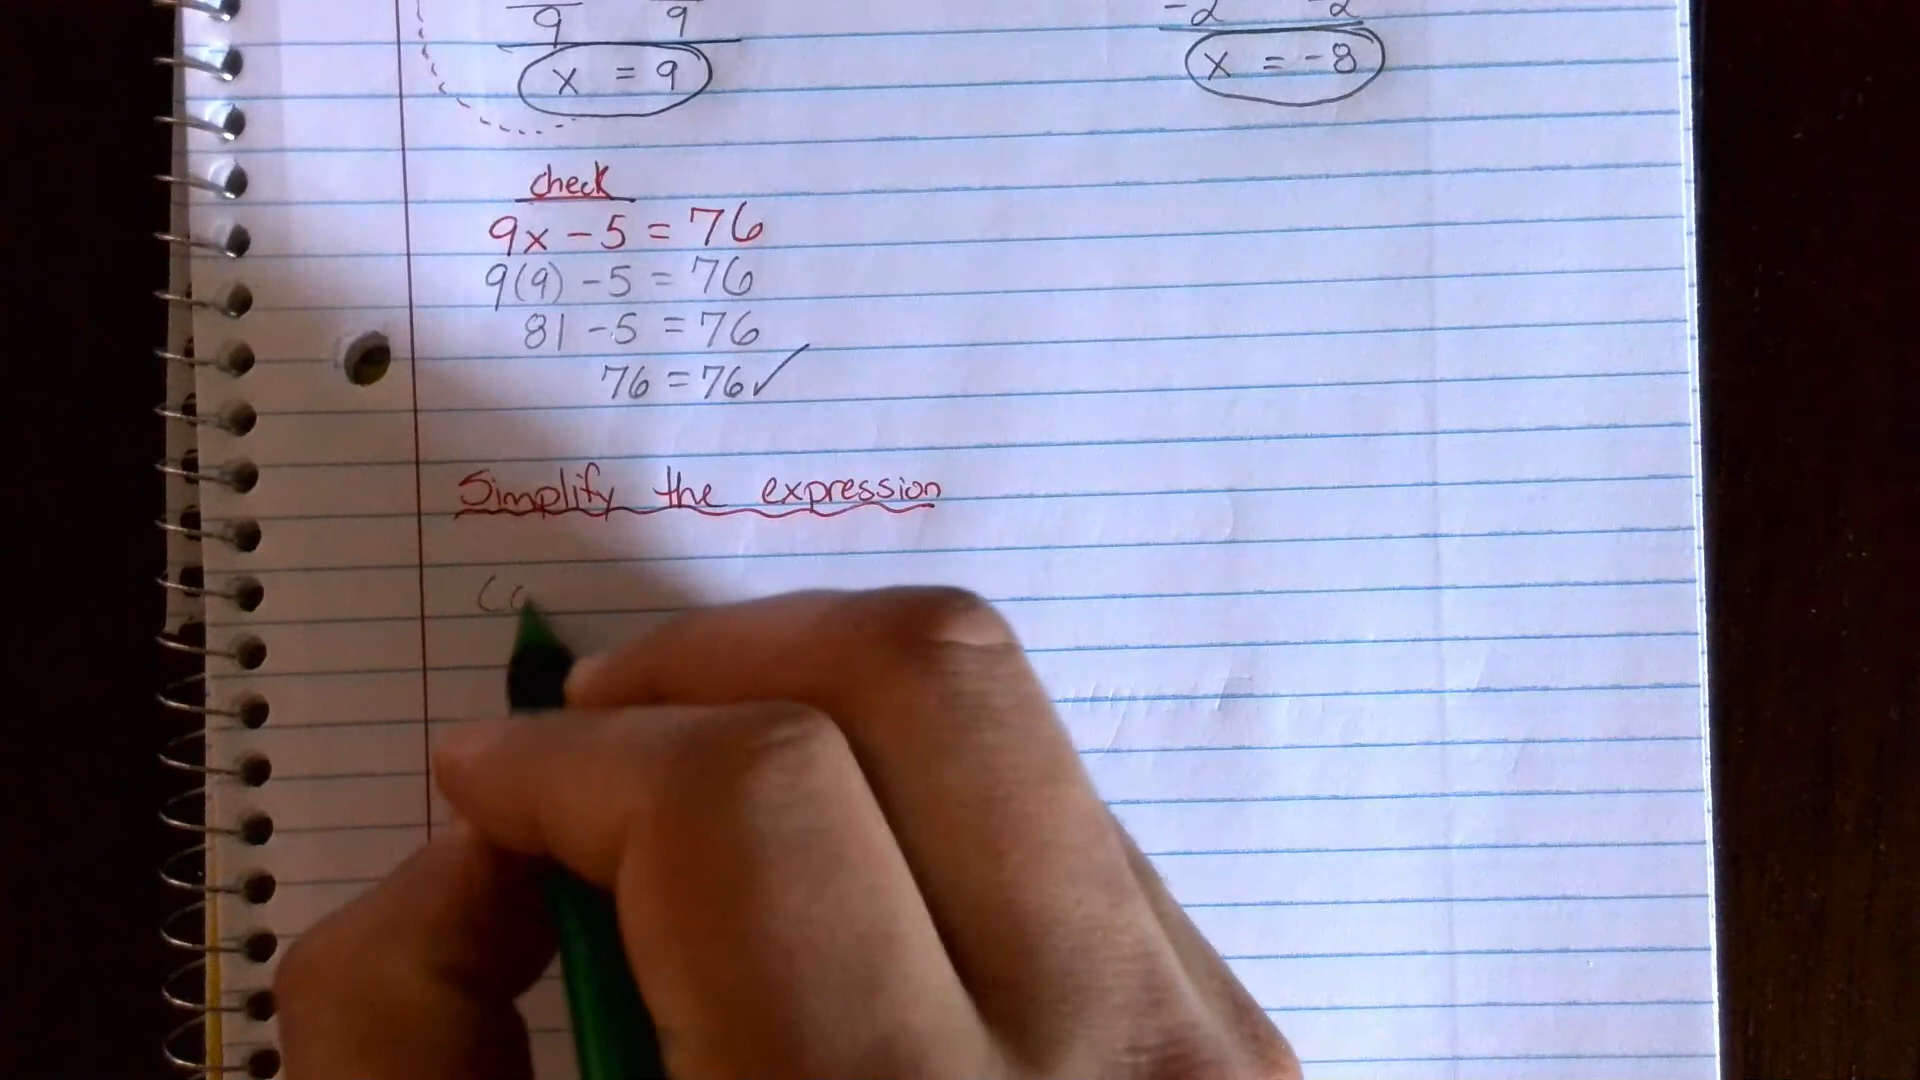 9 9
-2 -2
x = 9
x = -8
check
9x - 5 = 76
9(9) - 5 = 76
81 - 5 = 76
76 = 76 ✓
Simplify the expression
(